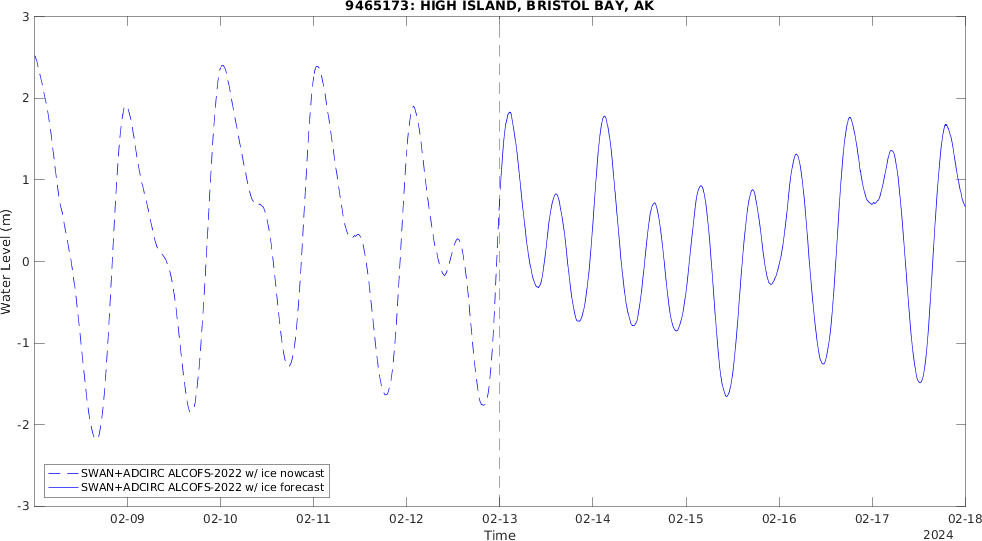 9465173: HIGH ISLAND, BRISTOL BAY, AK
3
2
1
0
-1
-2
-3
Water Level (m)
SWAN+ADCIRC ALCOFS-2022 w/ ice nowcast
SWAN+ADCIRC ALCOFS-2022 w/ ice forecast
02-09 02-10 02-11 02-12 02-13 02-14 02-15 02-16 02-17 02-18
Time
2024